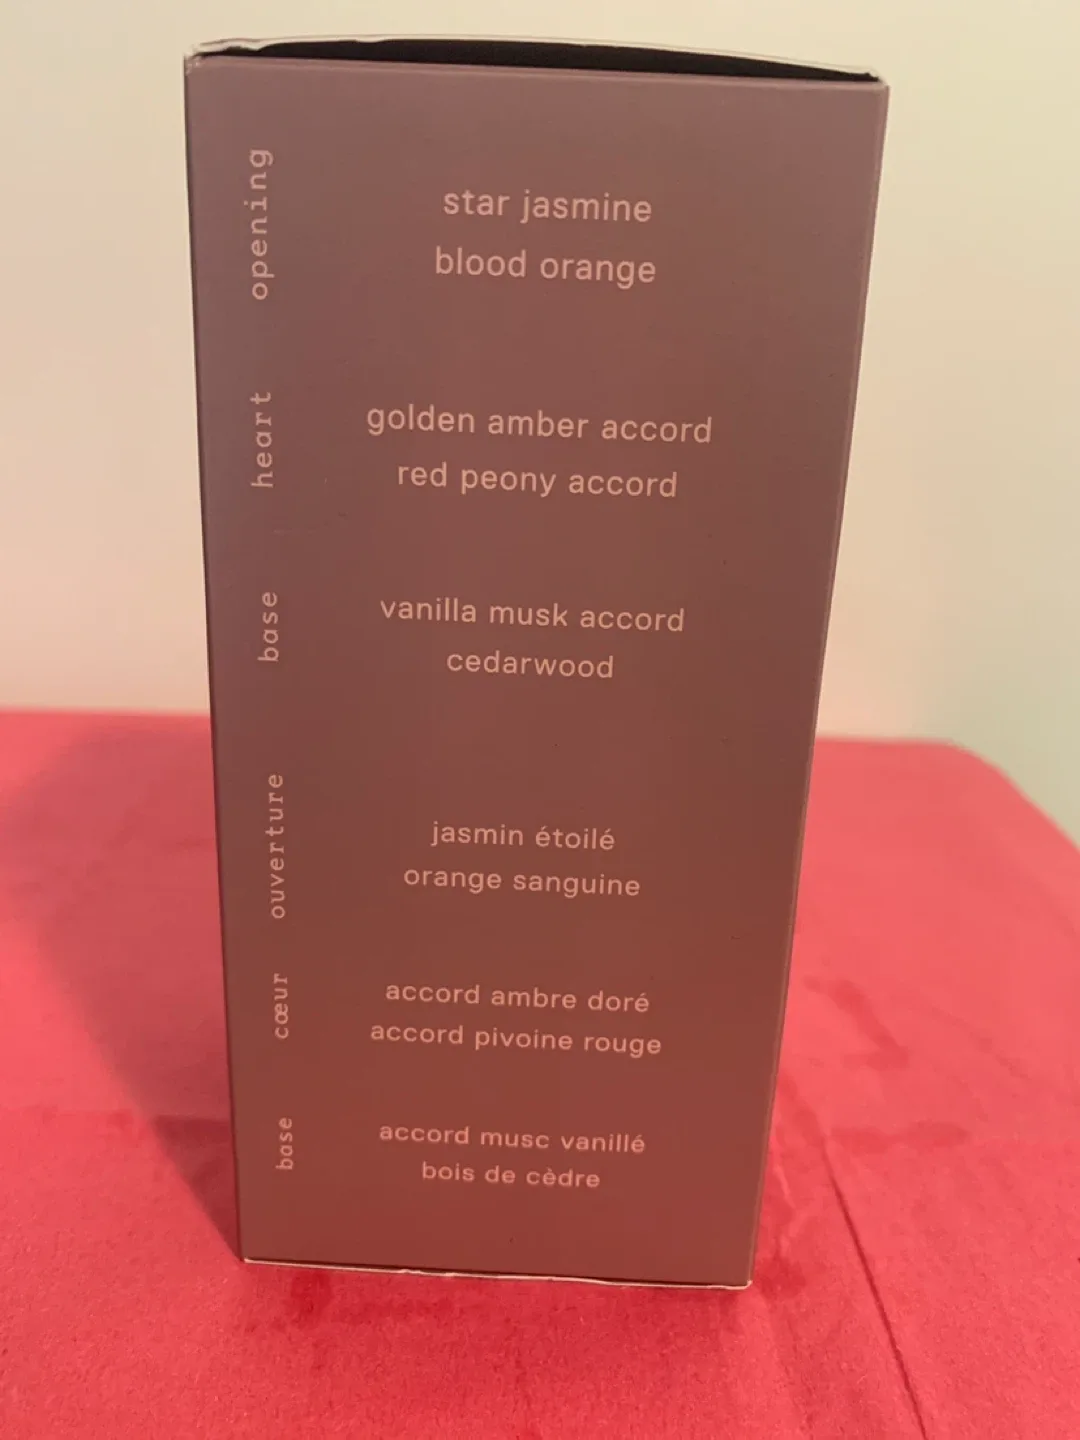 opening
star jasmine
blood orange
heart
golden amber accord
red peony accord
base
vanilla musk accord
cedarwood
ouverture
jasmin étoilé
orange sanguine
cœur
accord ambre doré
accord pivoine rouge
base
accord musc vanillé
bois de cèdre